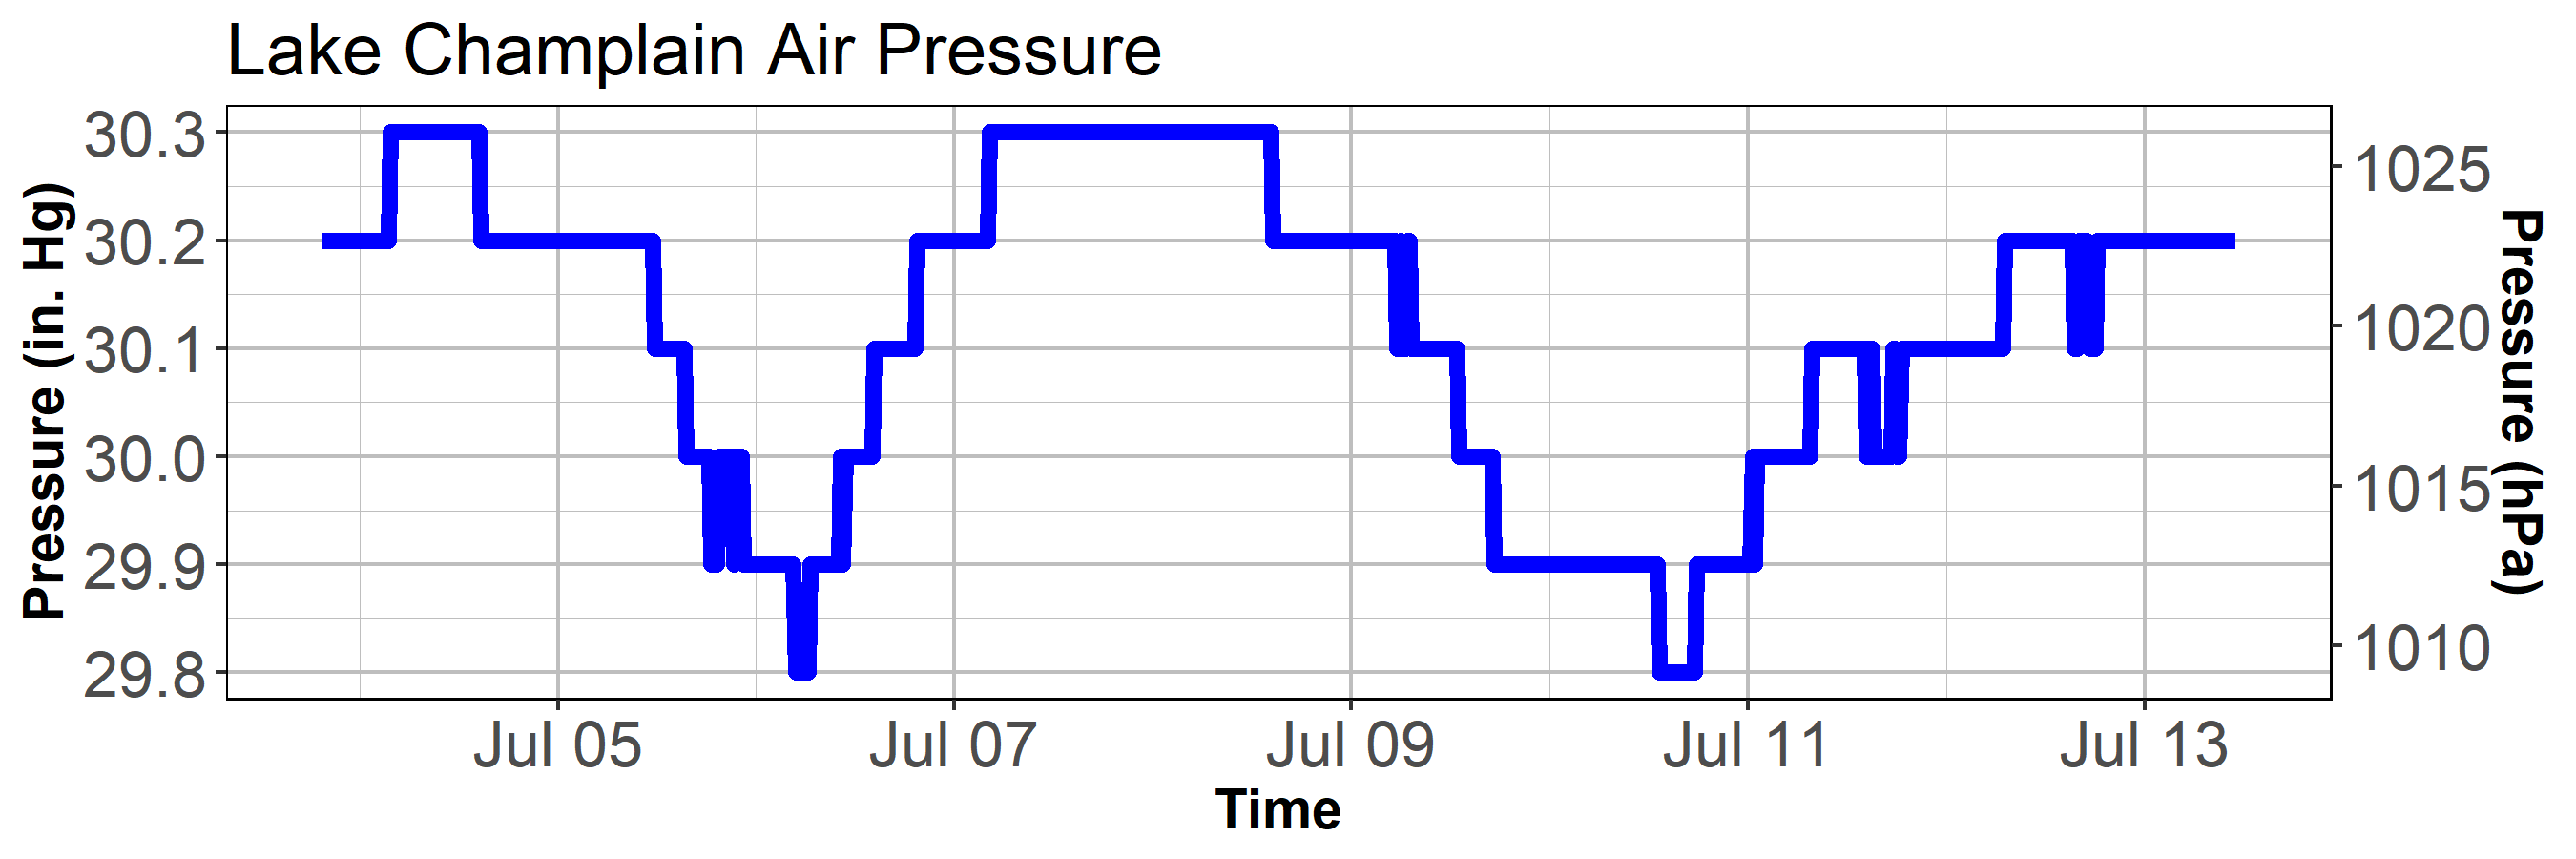 Lake Champlain Air Pressure
Pressure (in. Hg)
30.3
30.2
30.1
30.0
29.9
29.8
1025
1020
1015
1010
Pressure (hPa)
Jul 05 Jul 07 Jul 09 Jul 11 Jul 13
Time